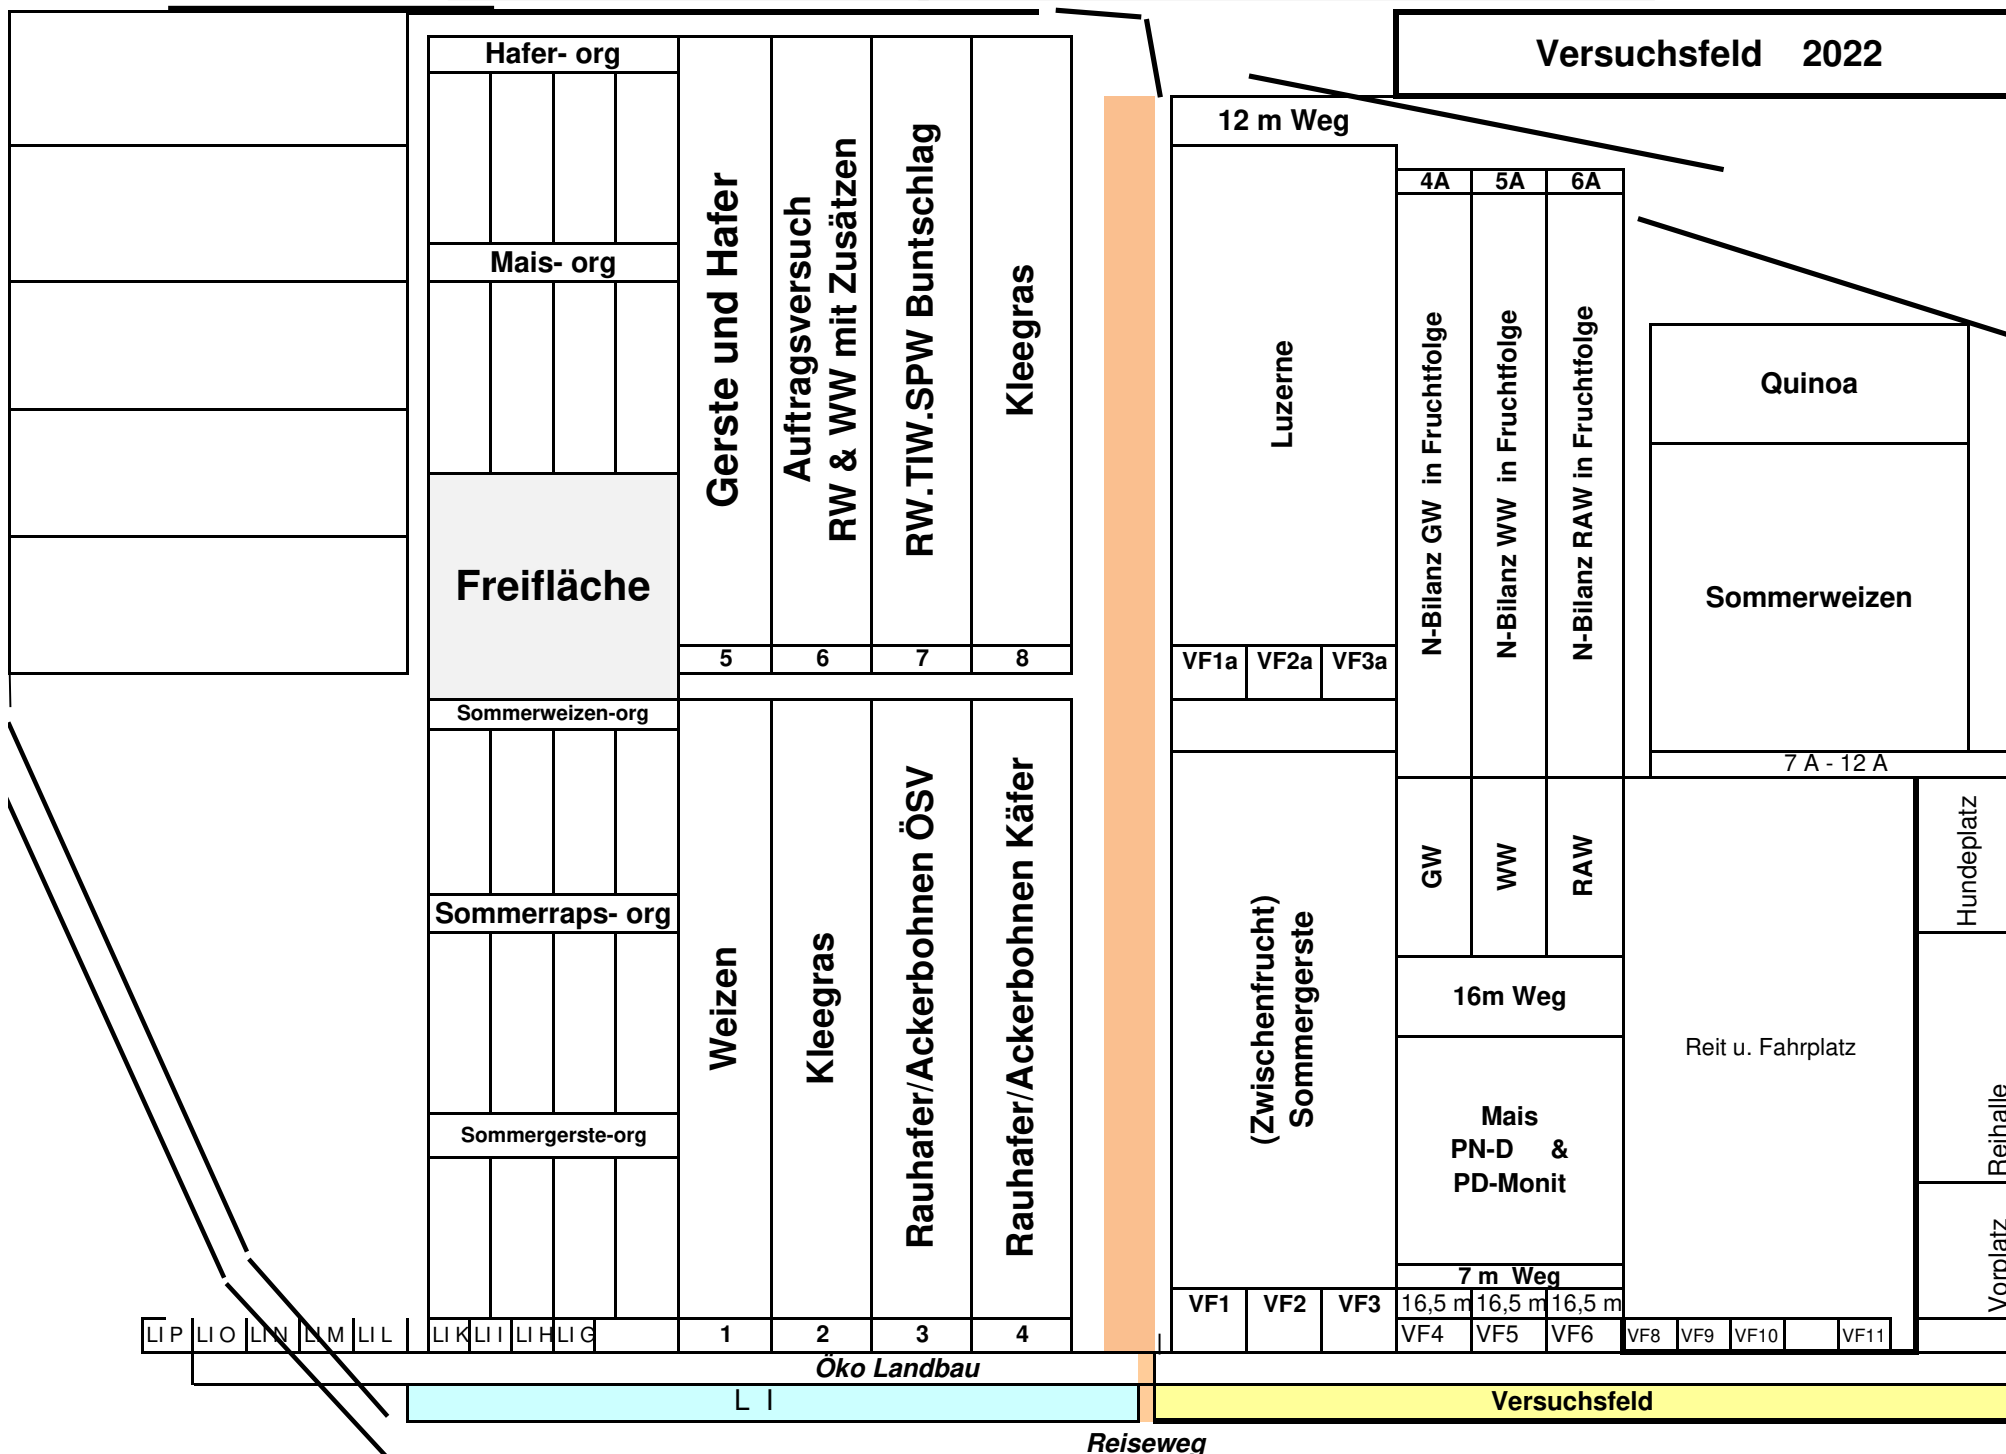 Versuchsfeld 2022
Hafer- org
12 m Weg
4A 5A 6A
Mais- org
Gerste und Hafer
Auftragsversuch
RW & WW mit Zusätzen
RW.TIW.SPW Buntschlag
Kleegras
Luzerne
N-Bilanz GW in Fruchtfolge
N-Bilanz WW in Fruchtfolge
N-Bilanz RAW in Fruchtfolge
Quinoa
Sommerweizen
Freifläche
5 6 7 8
VF1a VF2a VF3a
Sommerweizen-org
7 A - 12 A
Weizen
Kleegras
Rauhafer/Ackerbohnen ÖSV
Rauhafer/Ackerbohnen Käfer
(Zwischenfrucht)
Sommergerste
GW
WW
RAW
Hundeplatz
Sommerraps- org
16m Weg
Reit u. Fahrplatz
Mais
PN-D &
PD-Monit
Reihalle
Sommergerste-org
Vorplatz
7 m Weg
VF1 VF2 VF3
16,5 m 16,5 m 16,5 m
LI P LI O LI N LI M LI L LI K LI I LI H LI G
1 2 3 4
VF4 VF5 VF6
VF8 VF9 VF10 VF11
Öko Landbau
L I
Versuchsfeld
Reiseweg